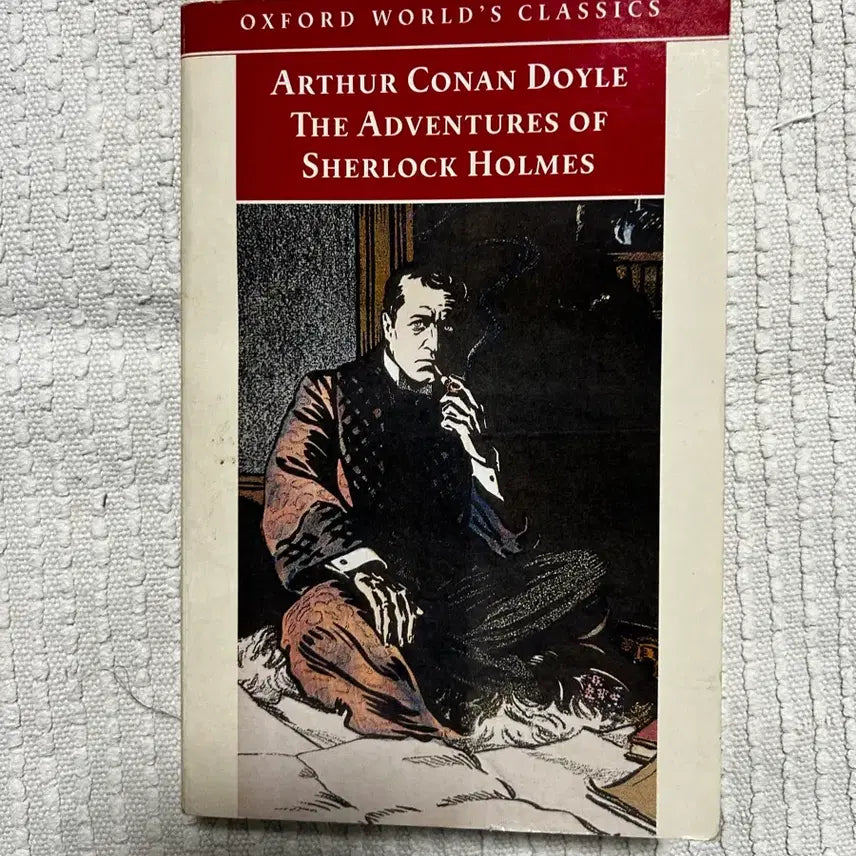 OXFORD WORLD'S CLASSICS
ARTHUR CONAN DOYLE
THE ADVENTURES OF
SHERLOCK HOLMES